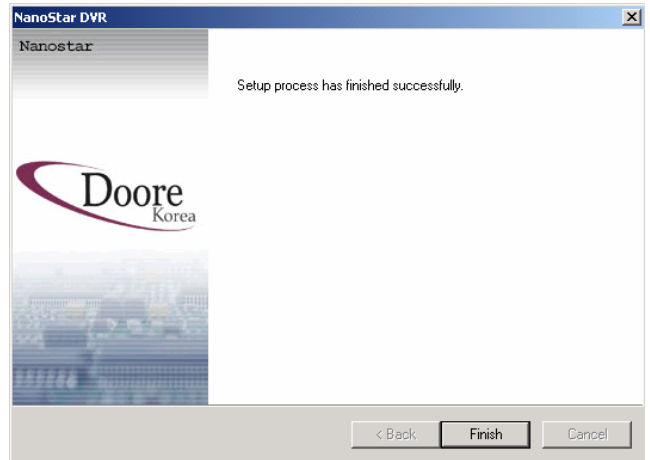 NanoStar DVR
Nanostar
Setup process has finished successfully.
Doore
Korea
< Back
Finish
Cancel